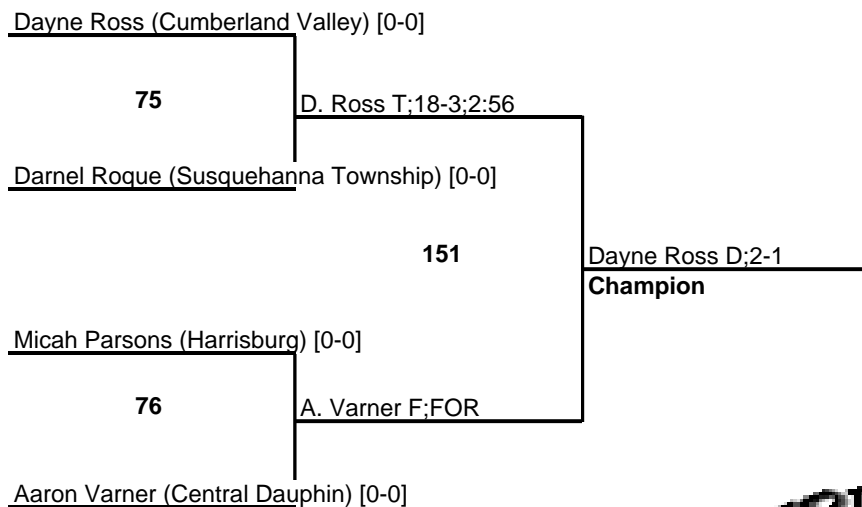 Dayne Ross (Cumberland Valley) [0-0]
75
D. Ross T;18-3;2:56
Darnel Roque (Susquehanna Township) [0-0]
151
Dayne Ross D;2-1
Champion
Micah Parsons (Harrisburg) [0-0]
76
A. Varner F;FOR
Aaron Varner (Central Dauphin) [0-0]